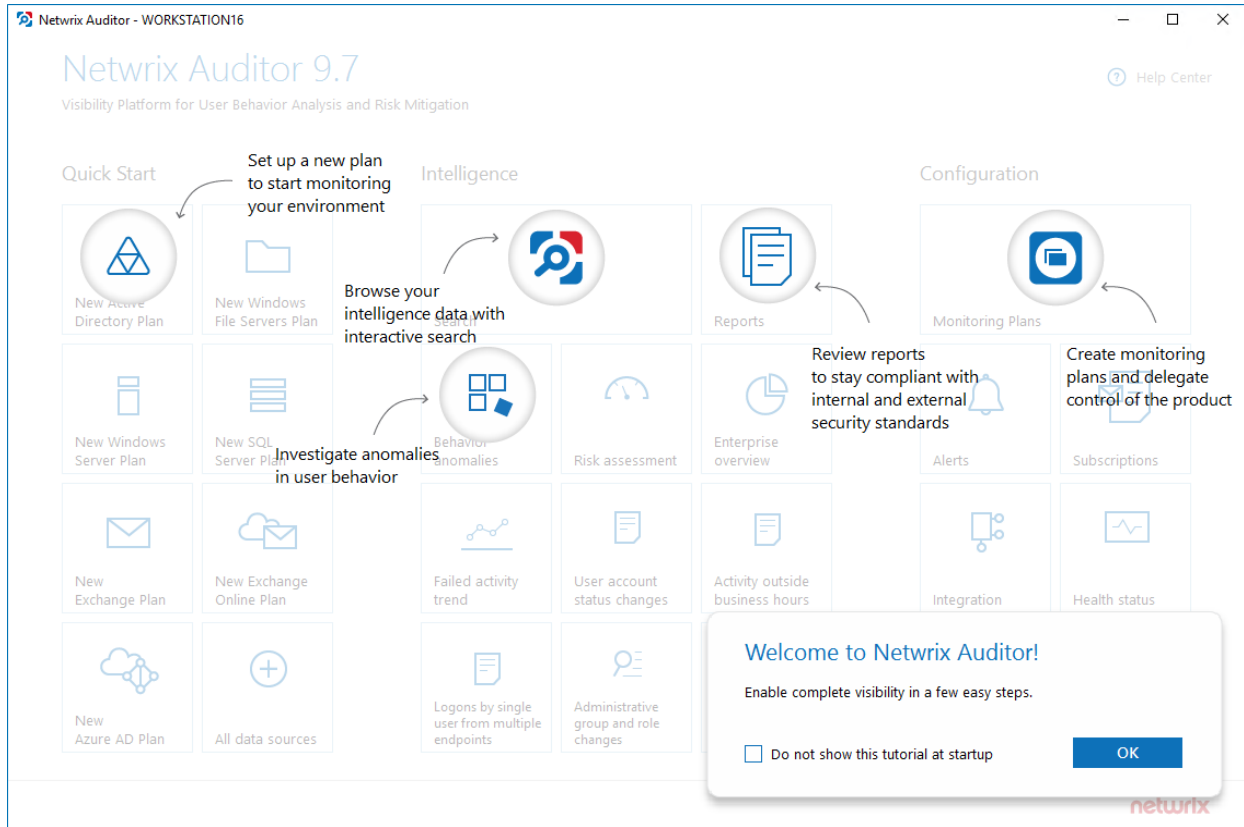 Netwrix Auditor - WORKSTATION16
Netwrix Auditor 9.7
Help Center
Visibility Platform for User Behavior Analysis and Risk Mitigation
Quick Start
Set up a new plan
to start monitoring
your environment
Intelligence
Configuration
New Active
Directory Plan
New Windows
File Servers Plan
Browse your
intelligence data with
interactive search
Search
Reports
Monitoring Plans
Review reports
to stay compliant with
internal and external
security standards
Create monitoring
plans and delegate
control of the product
New Windows
Server Plan
New SQL
Server Plan
Investigate anomalies
in user behavior
Behavior
anomalies
Risk assessment
Enterprise
overview
Alerts
Subscriptions
New
Exchange Plan
New Exchange
Online Plan
Failed activity
trend
User account
status changes
Activity outside
business hours
Integration
Health status
New
Azure AD Plan
All data sources
Logons by single
user from multiple
endpoints
Administrative
group and role
changes
Welcome to Netwrix Auditor!
Enable complete visibility in a few easy steps.
Do not show this tutorial at startup
OK
netwrix